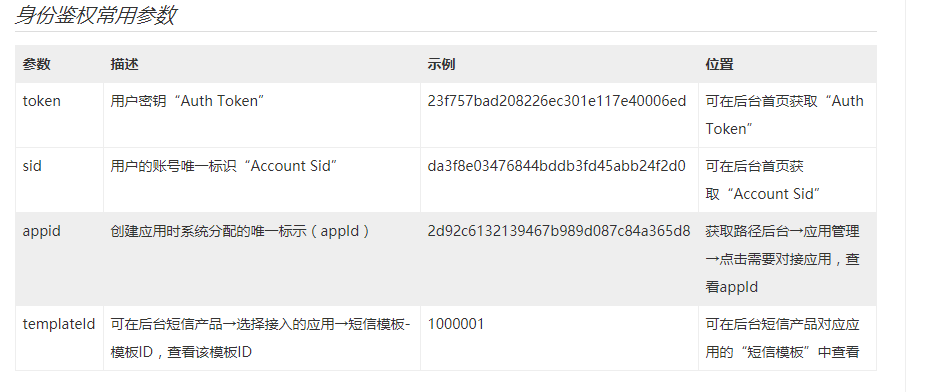 身份鉴权常用参数
参数 描述 示例 位置
token 用户密钥“Auth Token” 23f757bad208226ec301e117e40006ed 可在后台首页获取“Auth
Token”
sid 用户的账号唯一标识“Account Sid” da3f8e03476844bddb3fd45abb24f2d0 可在后台首页获
取“Account Sid”
appid 创建应用时系统分配的唯一标示（appId） 2d92c6132139467b989d087c84a365d8 获取路径后台→应用管理
→点击需要对接应用，查
看appId
templateId 可在后台短信产品→选择接入的应用→短信模板- 1000001 可在后台短信产品对应应
模板ID，查看该模板ID 用的“短信模板”中查看